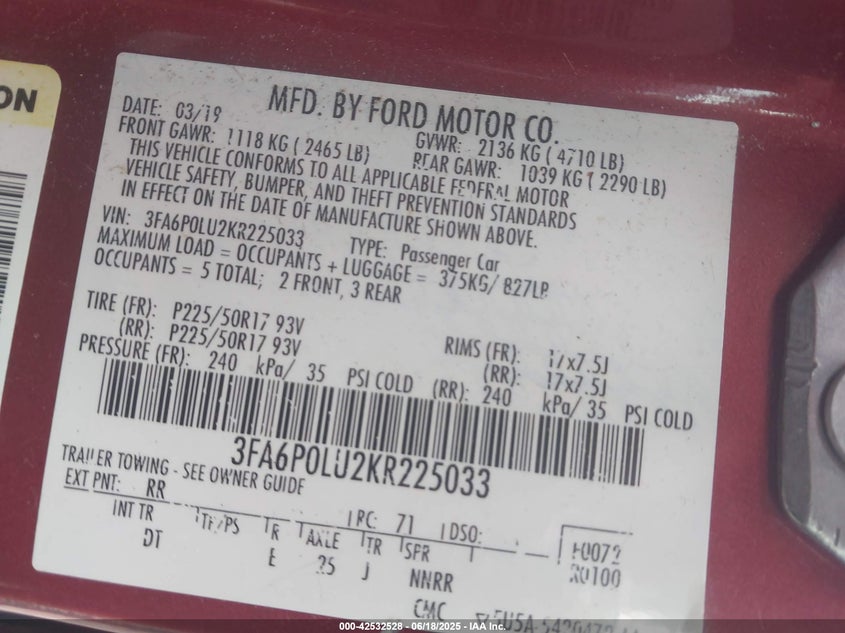 ON
MFD. BY FORD MOTOR CO.
DATE: 03/19
GVWR: 2136 KG ( 4710 LB)
FRONT GAWR: 1118 KG ( 2465 LB)
REAR GAWR: 1039 KG ( 2290 LB)
THIS VEHICLE CONFORMS TO ALL APPLICABLE FEDERAL MOTOR
VEHICLE SAFETY, BUMPER, AND THEFT PREVENTION STANDARDS
IN EFFECT ON THE DATE OF MANUFACTURE SHOWN ABOVE.
VIN: 3FA6P0LU2KR225033
TYPE: Passenger Car
MAXIMUM LOAD = OCCUPANTS + LUGGAGE = 375KG/ 827LB
OCCUPANTS = 5 TOTAL; 2 FRONT, 3 REAR
TIRE (FR): P225/50R17 93V RIMS (FR): 17x7.5J
(RR): P225/50R17 93V (RR): 17x7.5J
PRESSURE (FR): 240 kPa/ 35 PSI COLD (RR): 240 kPa/ 35 PSI COLD
3FA6P0LU2KR225033
TRAILER TOWING - SEE OWNER GUIDE
EXT PNT: RR RC: 71 DSO:
INT TR TP/PS R AXLE TR SPR
DT E 25 J NNRR
CMC
000-42532528 - 06/18/2025 - IAA Inc.